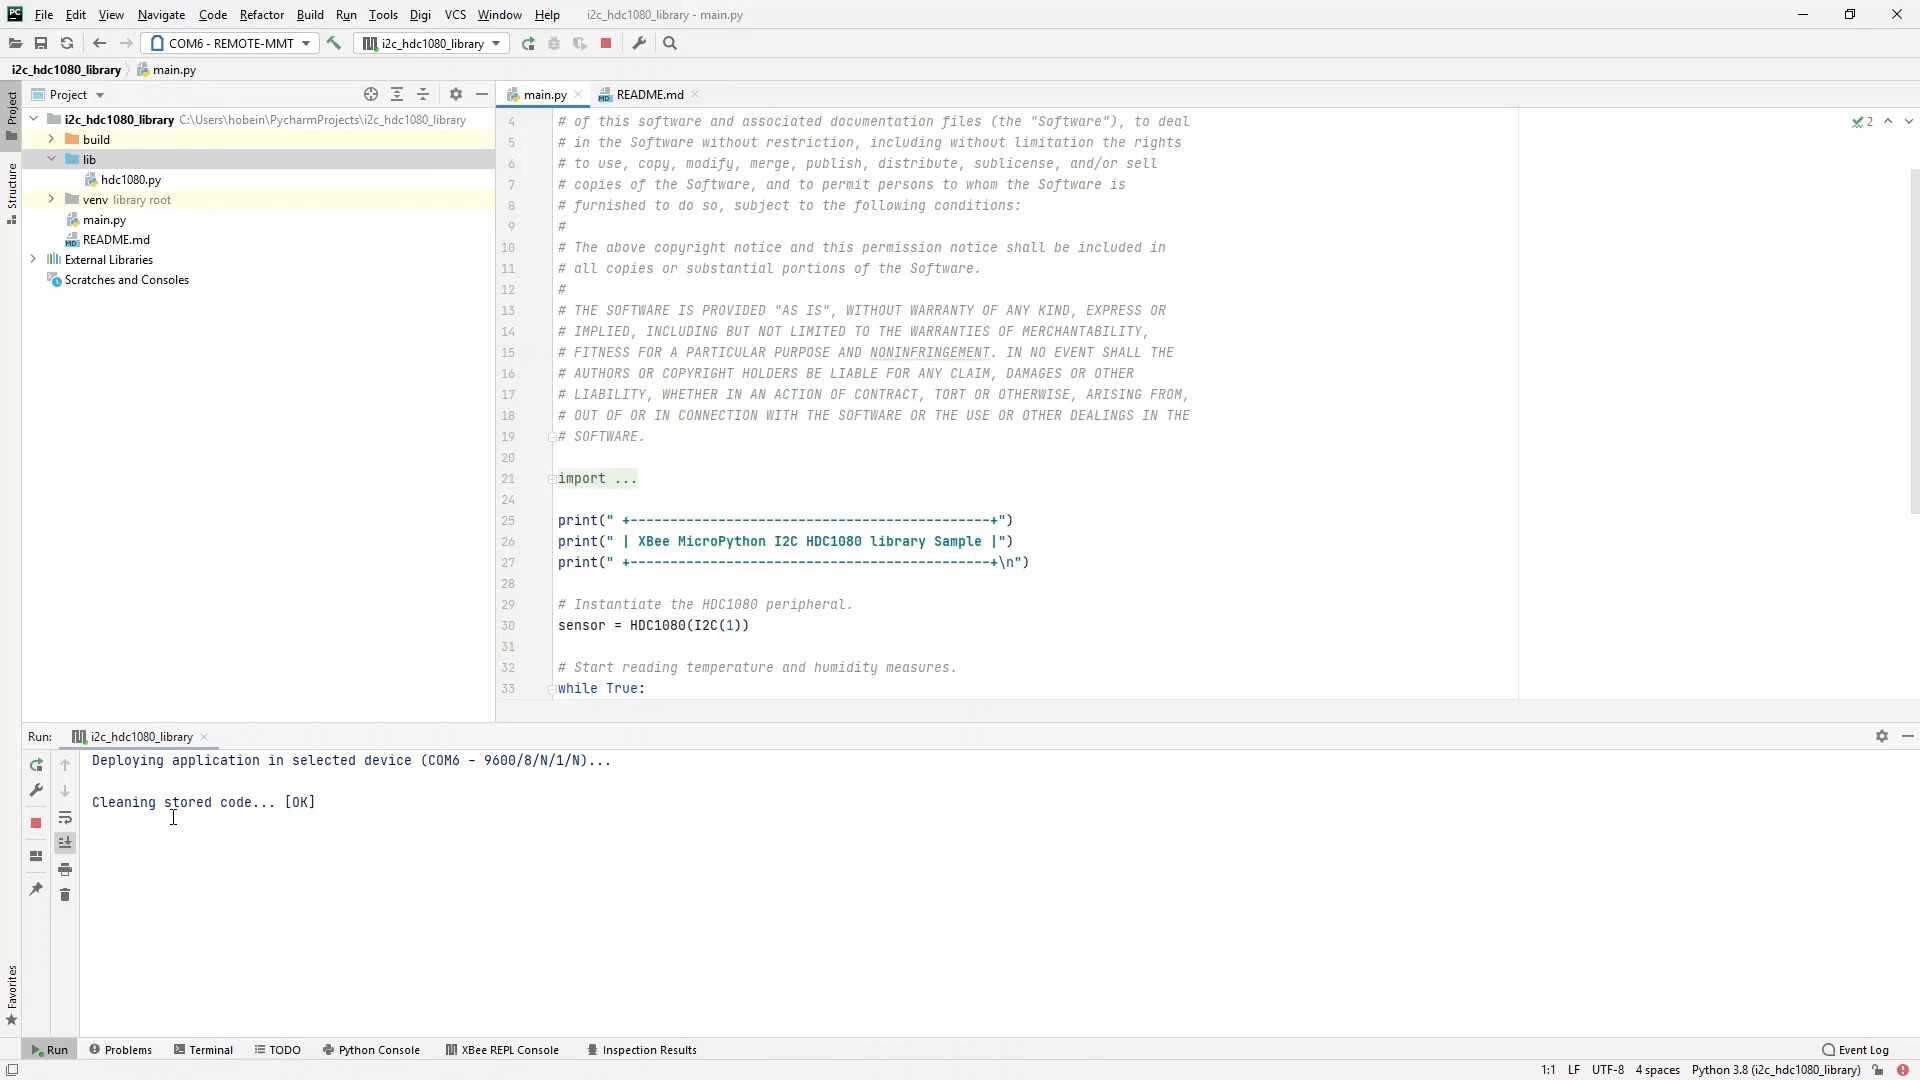 PC File Edit View Navigate Code Refactor Build Run Tools Digi VCS Window Help i2c_hdc1080_library - main.py
COM6 - REMOTE-MMT i2c_hdc1080_library
i2c_hdc1080_library main.py
Project
Structure
Favorites
Project
i2c_hdc1080_library C:\Users\hobein\PycharmProjects\i2c_hdc1080_library
build
lib
hdc1080.py
venv library root
main.py
README.md
External Libraries
Scratches and Consoles
main.py README.md
2
4 # of this software and associated documentation files (the "Software"), to deal
5 # in the Software without restriction, including without limitation the rights
6 # to use, copy, modify, merge, publish, distribute, sublicense, and/or sell
7 # copies of the Software, and to permit persons to whom the Software is
8 # furnished to do so, subject to the following conditions:
9 #
10 # The above copyright notice and this permission notice shall be included in
11 # all copies or substantial portions of the Software.
12 #
13 # THE SOFTWARE IS PROVIDED "AS IS", WITHOUT WARRANTY OF ANY KIND, EXPRESS OR
14 # IMPLIED, INCLUDING BUT NOT LIMITED TO THE WARRANTIES OF MERCHANTABILITY,
15 # FITNESS FOR A PARTICULAR PURPOSE AND NONINFRINGEMENT. IN NO EVENT SHALL THE
16 # AUTHORS OR COPYRIGHT HOLDERS BE LIABLE FOR ANY CLAIM, DAMAGES OR OTHER
17 # LIABILITY, WHETHER IN AN ACTION OF CONTRACT, TORT OR OTHERWISE, ARISING FROM,
18 # OUT OF OR IN CONNECTION WITH THE SOFTWARE OR THE USE OR OTHER DEALINGS IN THE
19 # SOFTWARE.
20
21 import ...
24
25 print(" +---------------------------------------------+")
26 print(" | XBee MicroPython I2C HDC1080 library Sample |")
27 print(" +---------------------------------------------+\n")
28
29 # Instantiate the HDC1080 peripheral.
30 sensor = HDC1080(I2C(1))
31
32 # Start reading temperature and humidity measures.
33 while True:
Run: i2c_hdc1080_library
Deploying application in selected device (COM6 - 9600/8/N/1/N)...
Cleaning stored code... [OK]
Run Problems Terminal TODO Python Console XBee REPL Console Inspection Results Event Log
1:1 LF UTF-8 4 spaces Python 3.8 (i2c_hdc1080_library)